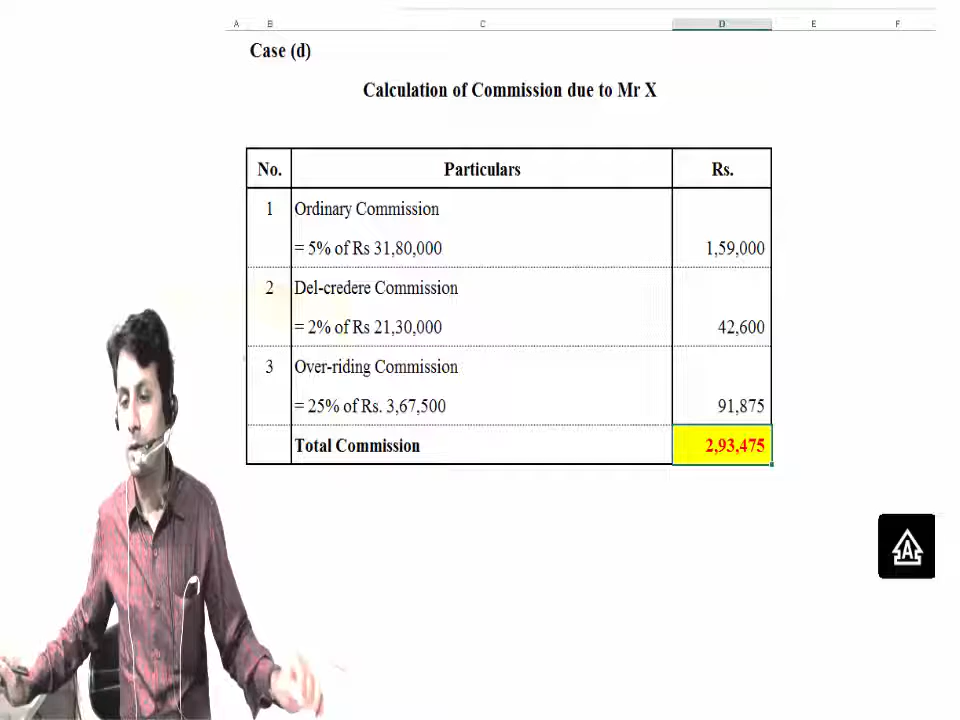 A B C D E F
Case (d)
Calculation of Commission due to Mr X
No. Particulars Rs.
1 Ordinary Commission
= 5% of Rs 31,80,000 1,59,000
2 Del-credere Commission
= 2% of Rs 21,30,000 42,600
3 Over-riding Commission
= 25% of Rs. 3,67,500 91,875
Total Commission 2,93,475
A